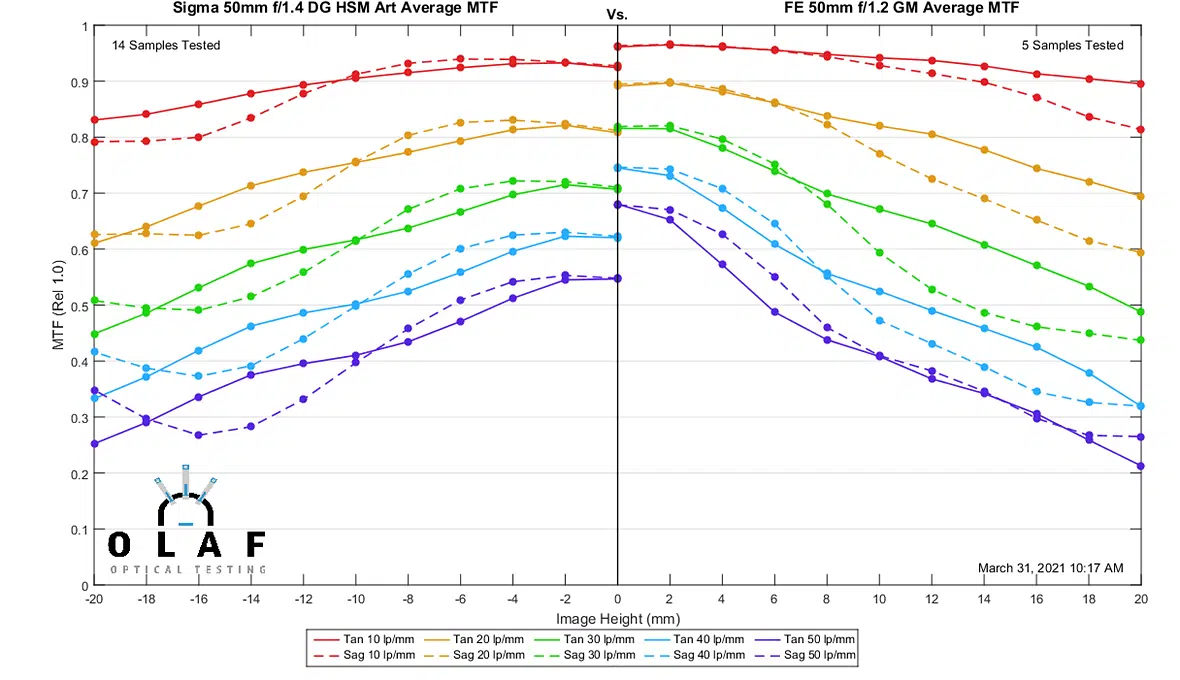 Sigma 50mm f/1.4 DG HSM Art Average MTF
Vs.
FE 50mm f/1.2 GM Average MTF
14 Samples Tested
5 Samples Tested
MTF (Rel 1.0)
1
0.9
0.8
0.7
0.6
0.5
0.4
0.3
0.2
0.1
0
OLAF
OPTICAL TESTING
March 31, 2021 10:17 AM
-20 -18 -16 -14 -12 -10 -8 -6 -4 -2 0 2 4 6 8 10 12 14 16 18 20
Image Height (mm)
Tan 10 lp/mm Tan 20 lp/mm Tan 30 lp/mm Tan 40 lp/mm Tan 50 lp/mm
Sag 10 lp/mm Sag 20 lp/mm Sag 30 lp/mm Sag 40 lp/mm Sag 50 lp/mm